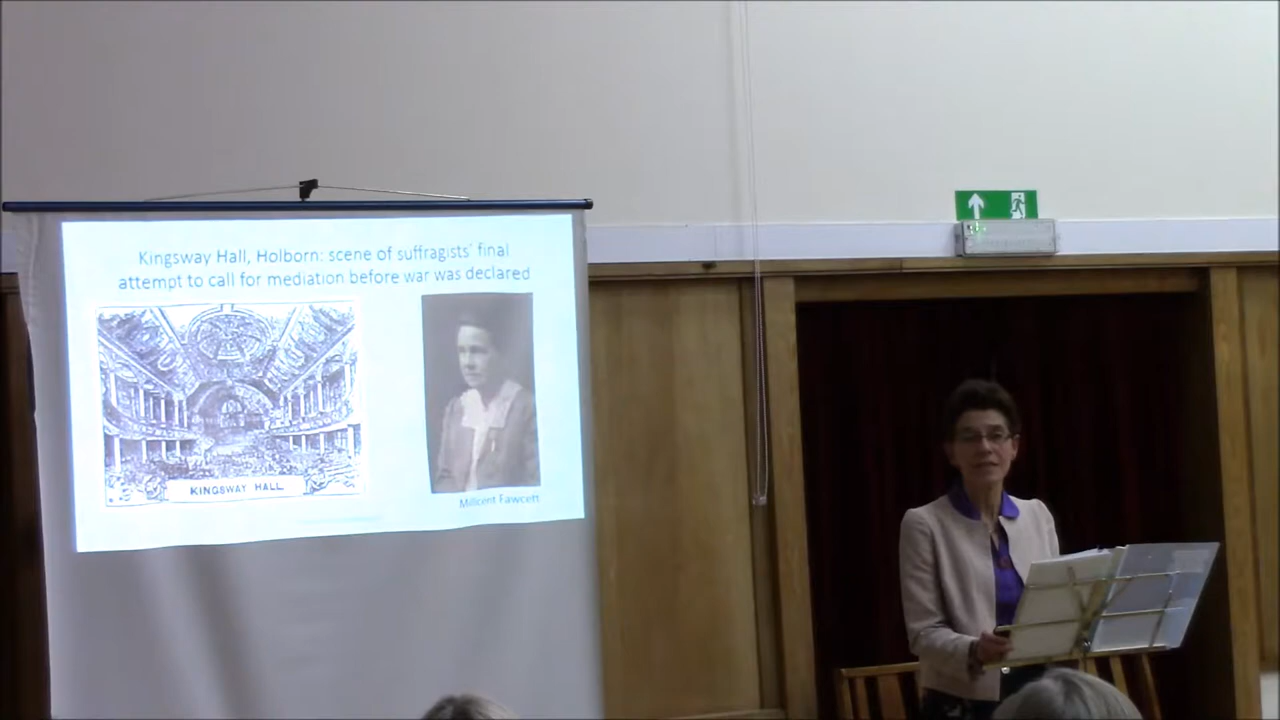 Kingsway Hall, Holborn: scene of suffragists' final
attempt to call for mediation before war was declared
KINGSWAY HALL
Millicent Fawcett